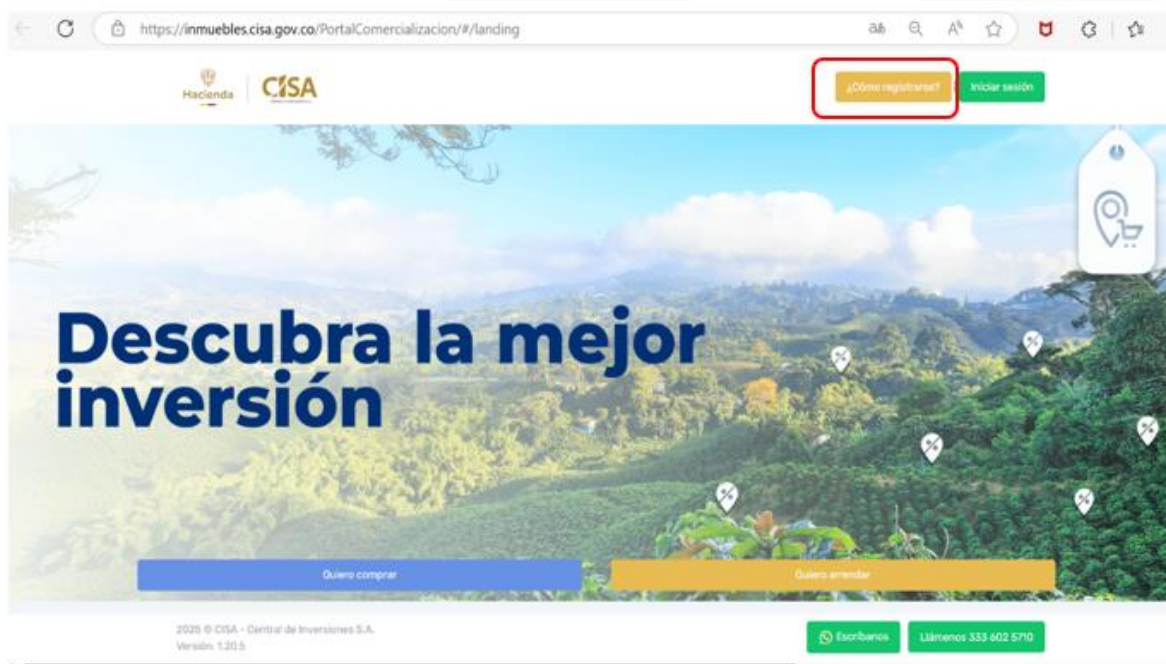 https://inmuebles.cisa.gov.co/PortalComercializacion/#/landing
Hacienda
CISA
¿Cómo registrarse?
Iniciar sesión
Descubra la mejor
inversión
Quiero comprar
Quiero arrendar
2025 © CISA - Central de Inversiones S.A.
Versión: 1.20.5
Escríbanos
Llámenos 333 602 5710